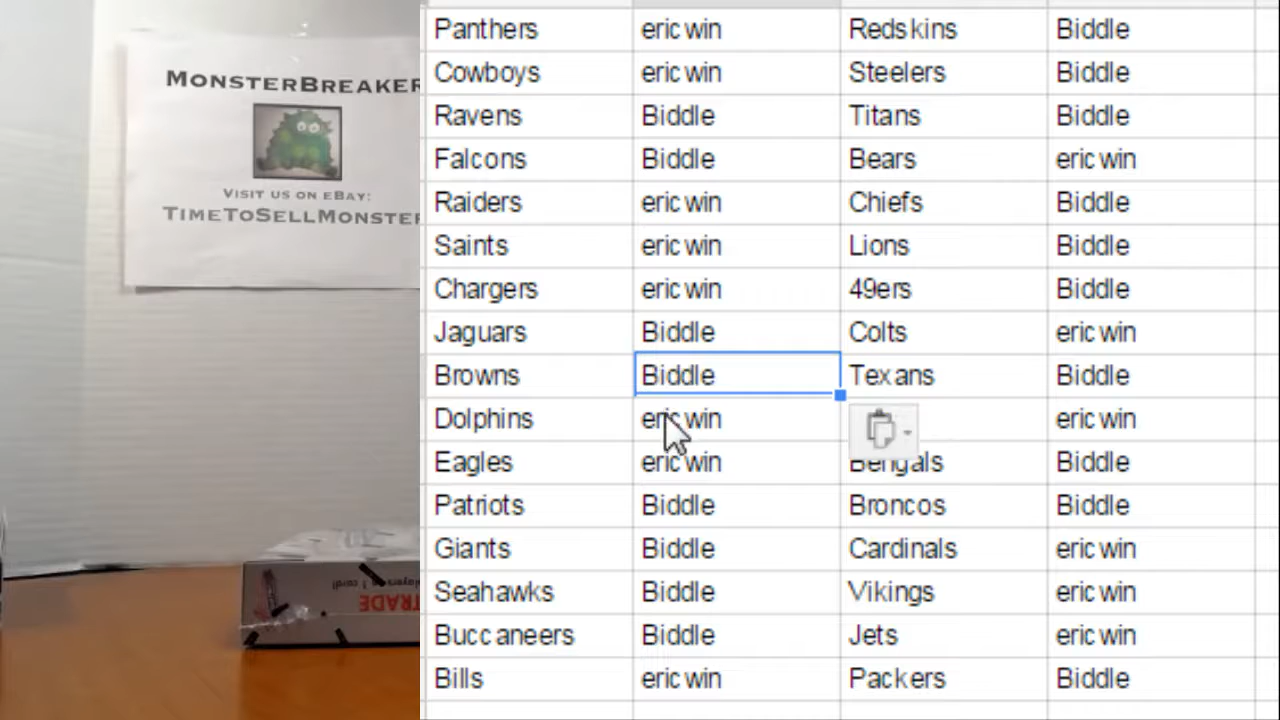 MONSTERBREAKER
VISIT US ON EBAY:
TIMETOSELLMONSTER
Panthers eric win Redskins Biddle
Cowboys eric win Steelers Biddle
Ravens Biddle Titans Biddle
Falcons Biddle Bears eric win
Raiders eric win Chiefs Biddle
Saints eric win Lions Biddle
Chargers eric win 49ers Biddle
Jaguars Biddle Colts eric win
Browns Biddle Texans Biddle
Dolphins eric win eric win
Eagles eric win Bengals Biddle
Patriots Biddle Broncos Biddle
Giants Biddle Cardinals eric win
Seahawks Biddle Vikings eric win
Buccaneers Biddle Jets eric win
Bills eric win Packers Biddle
card!
TRADE